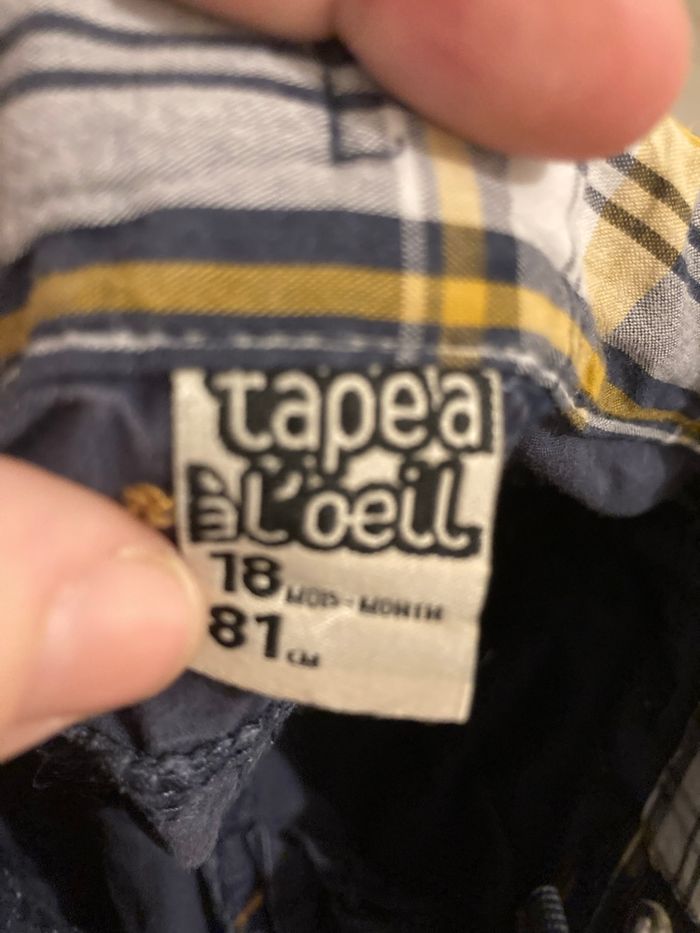 tape à
l'oeil
18 MOIS - MONTH
81 CM